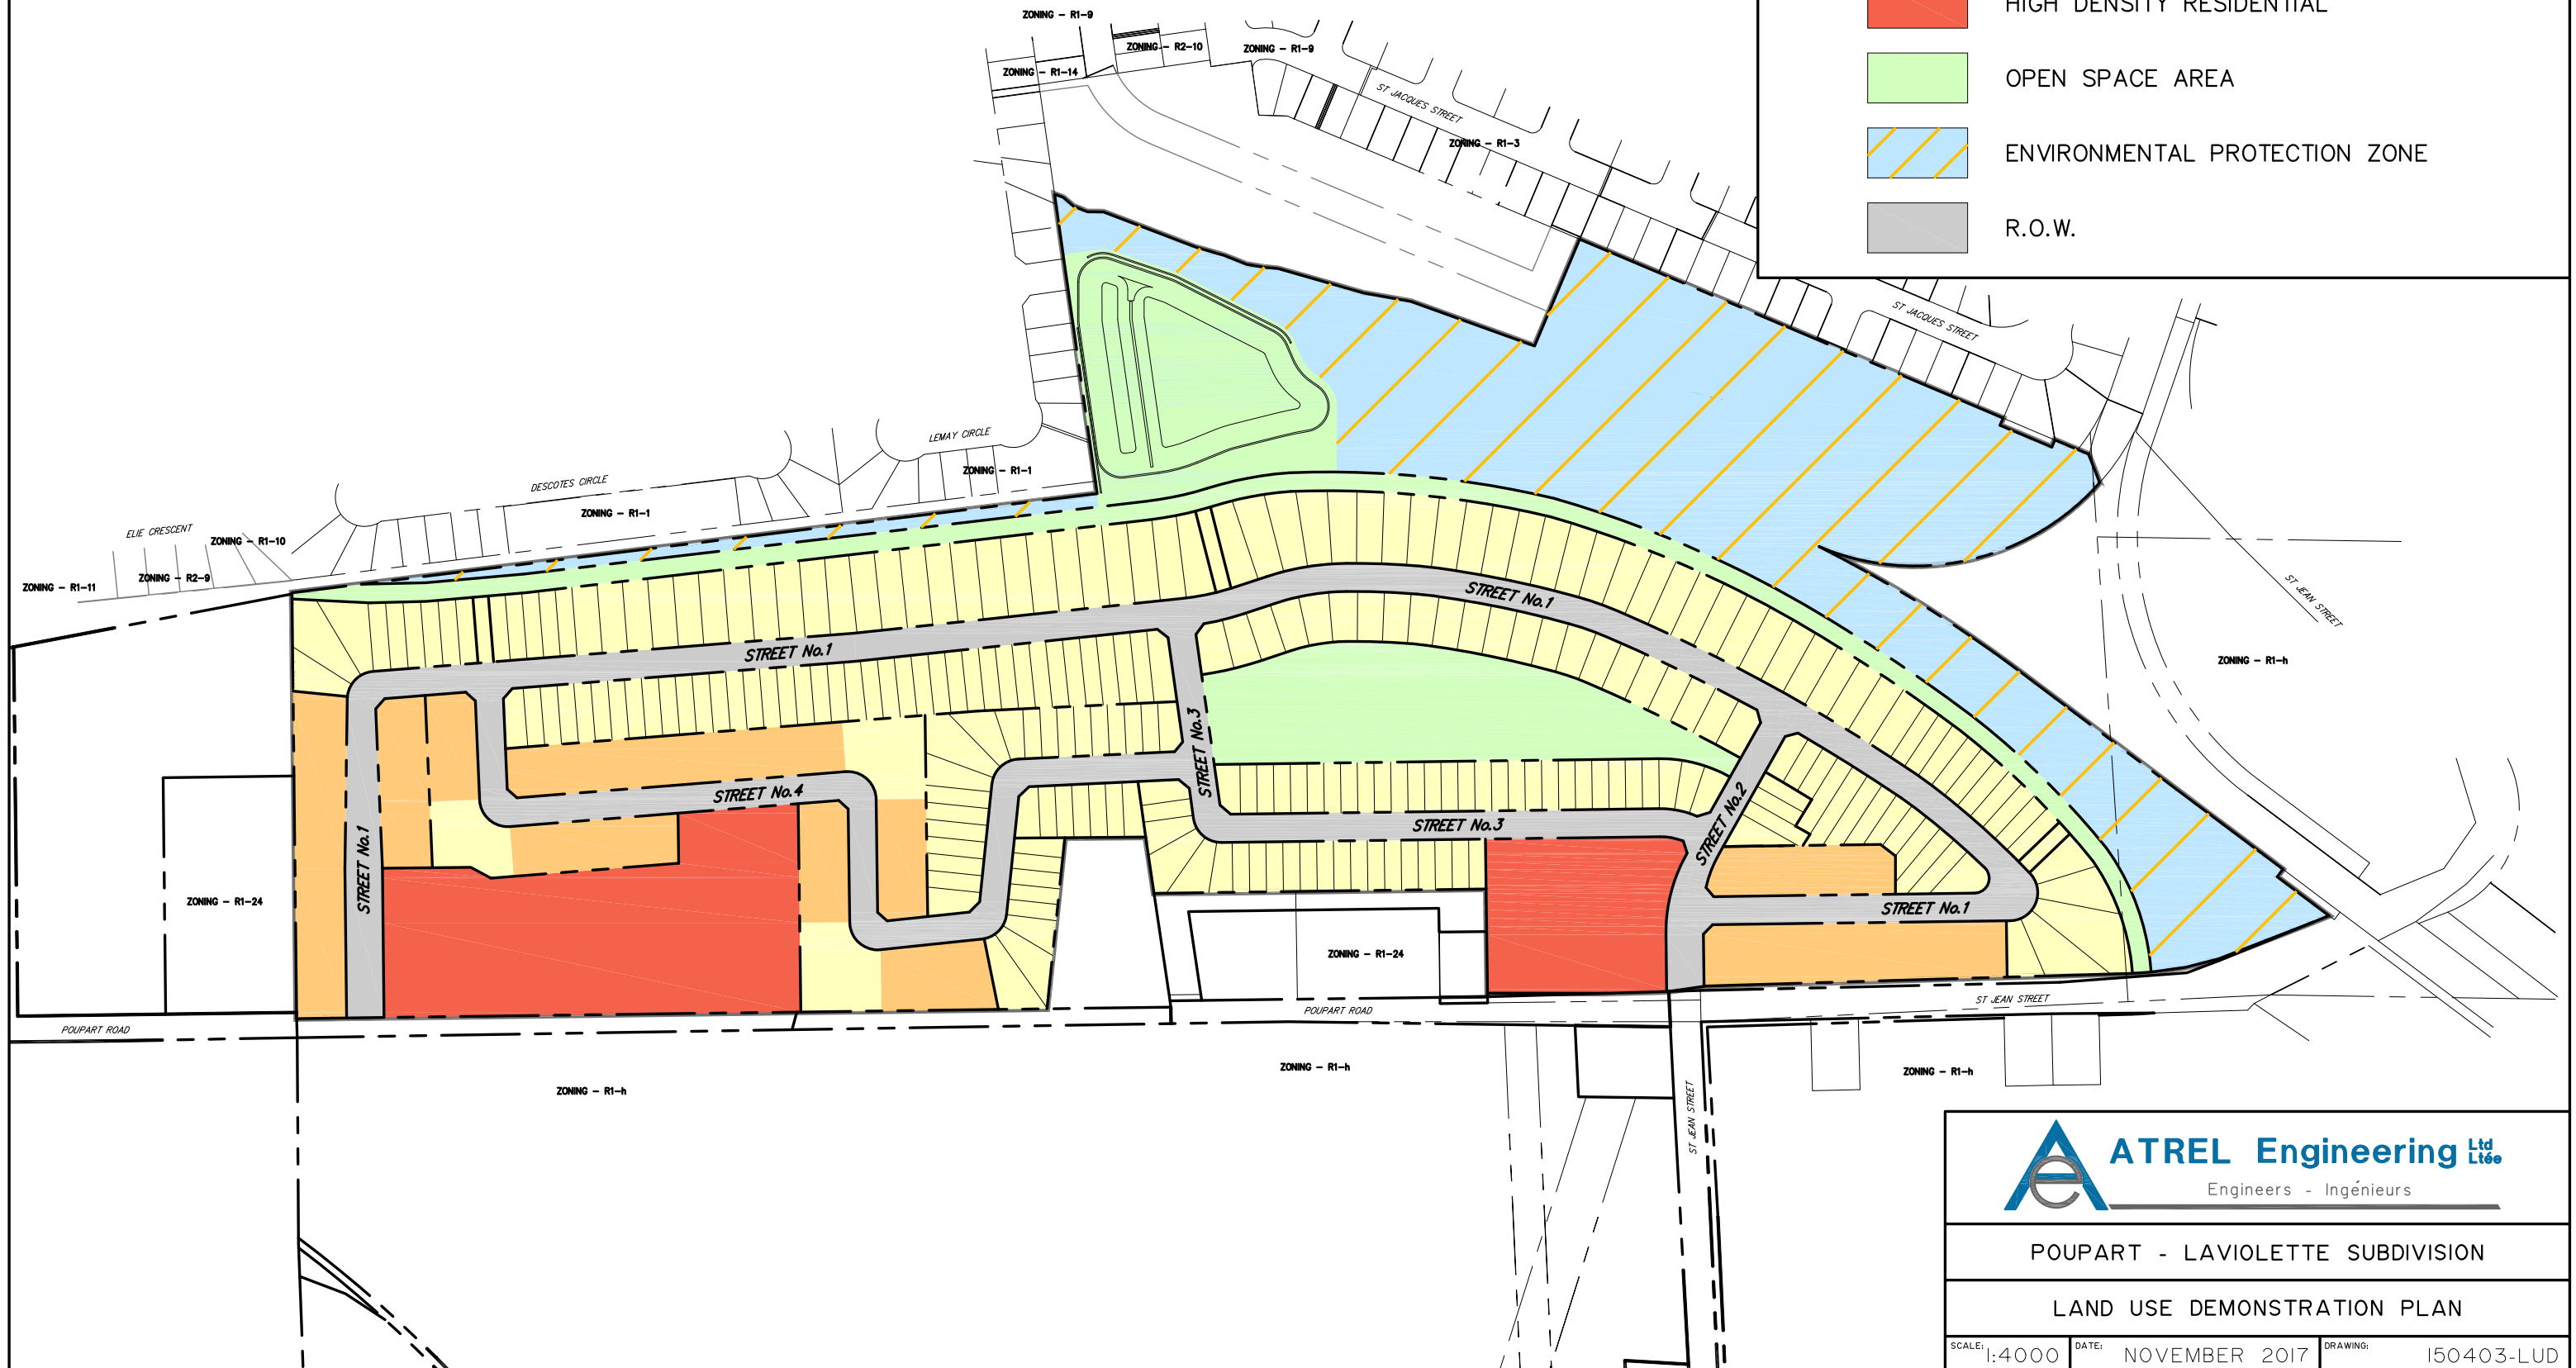 HIGH DENSITY RESIDENTIAL
OPEN SPACE AREA
ENVIRONMENTAL PROTECTION ZONE
R.O.W.
ZONING - R1-9
ZONING - R2-10
ZONING - R1-9
ZONING - R1-14
ST JACQUES STREET
ZONING - R1-3
ST JACQUES STREET
LEMAY CIRCLE
ZONING - R1-1
DESCOTES CIRCLE
ZONING - R1-1
ELIE CRESCENT
ZONING - R1-10
ZONING - R2-9
ZONING - R1-11
ST JEAN STREET
ZONING - R1-h
STREET No.1
STREET No.1
STREET No.3
STREET No.4
STREET No.2
STREET No.3
STREET No.1
STREET No.1
ZONING - R1-24
ZONING - R1-24
ST JEAN STREET
POUPART ROAD
POUPART ROAD
ZONING - R1-h
ZONING - R1-h
ZONING - R1-h
ST JEAN STREET
Ae
ATREL Engineering Ltd Ltée
Engineers - Ingénieurs
POUPART - LAVIOLETTE SUBDIVISION
LAND USE DEMONSTRATION PLAN
SCALE: 1:4000 DATE: NOVEMBER 2017 DRAWING: 150403-LUD